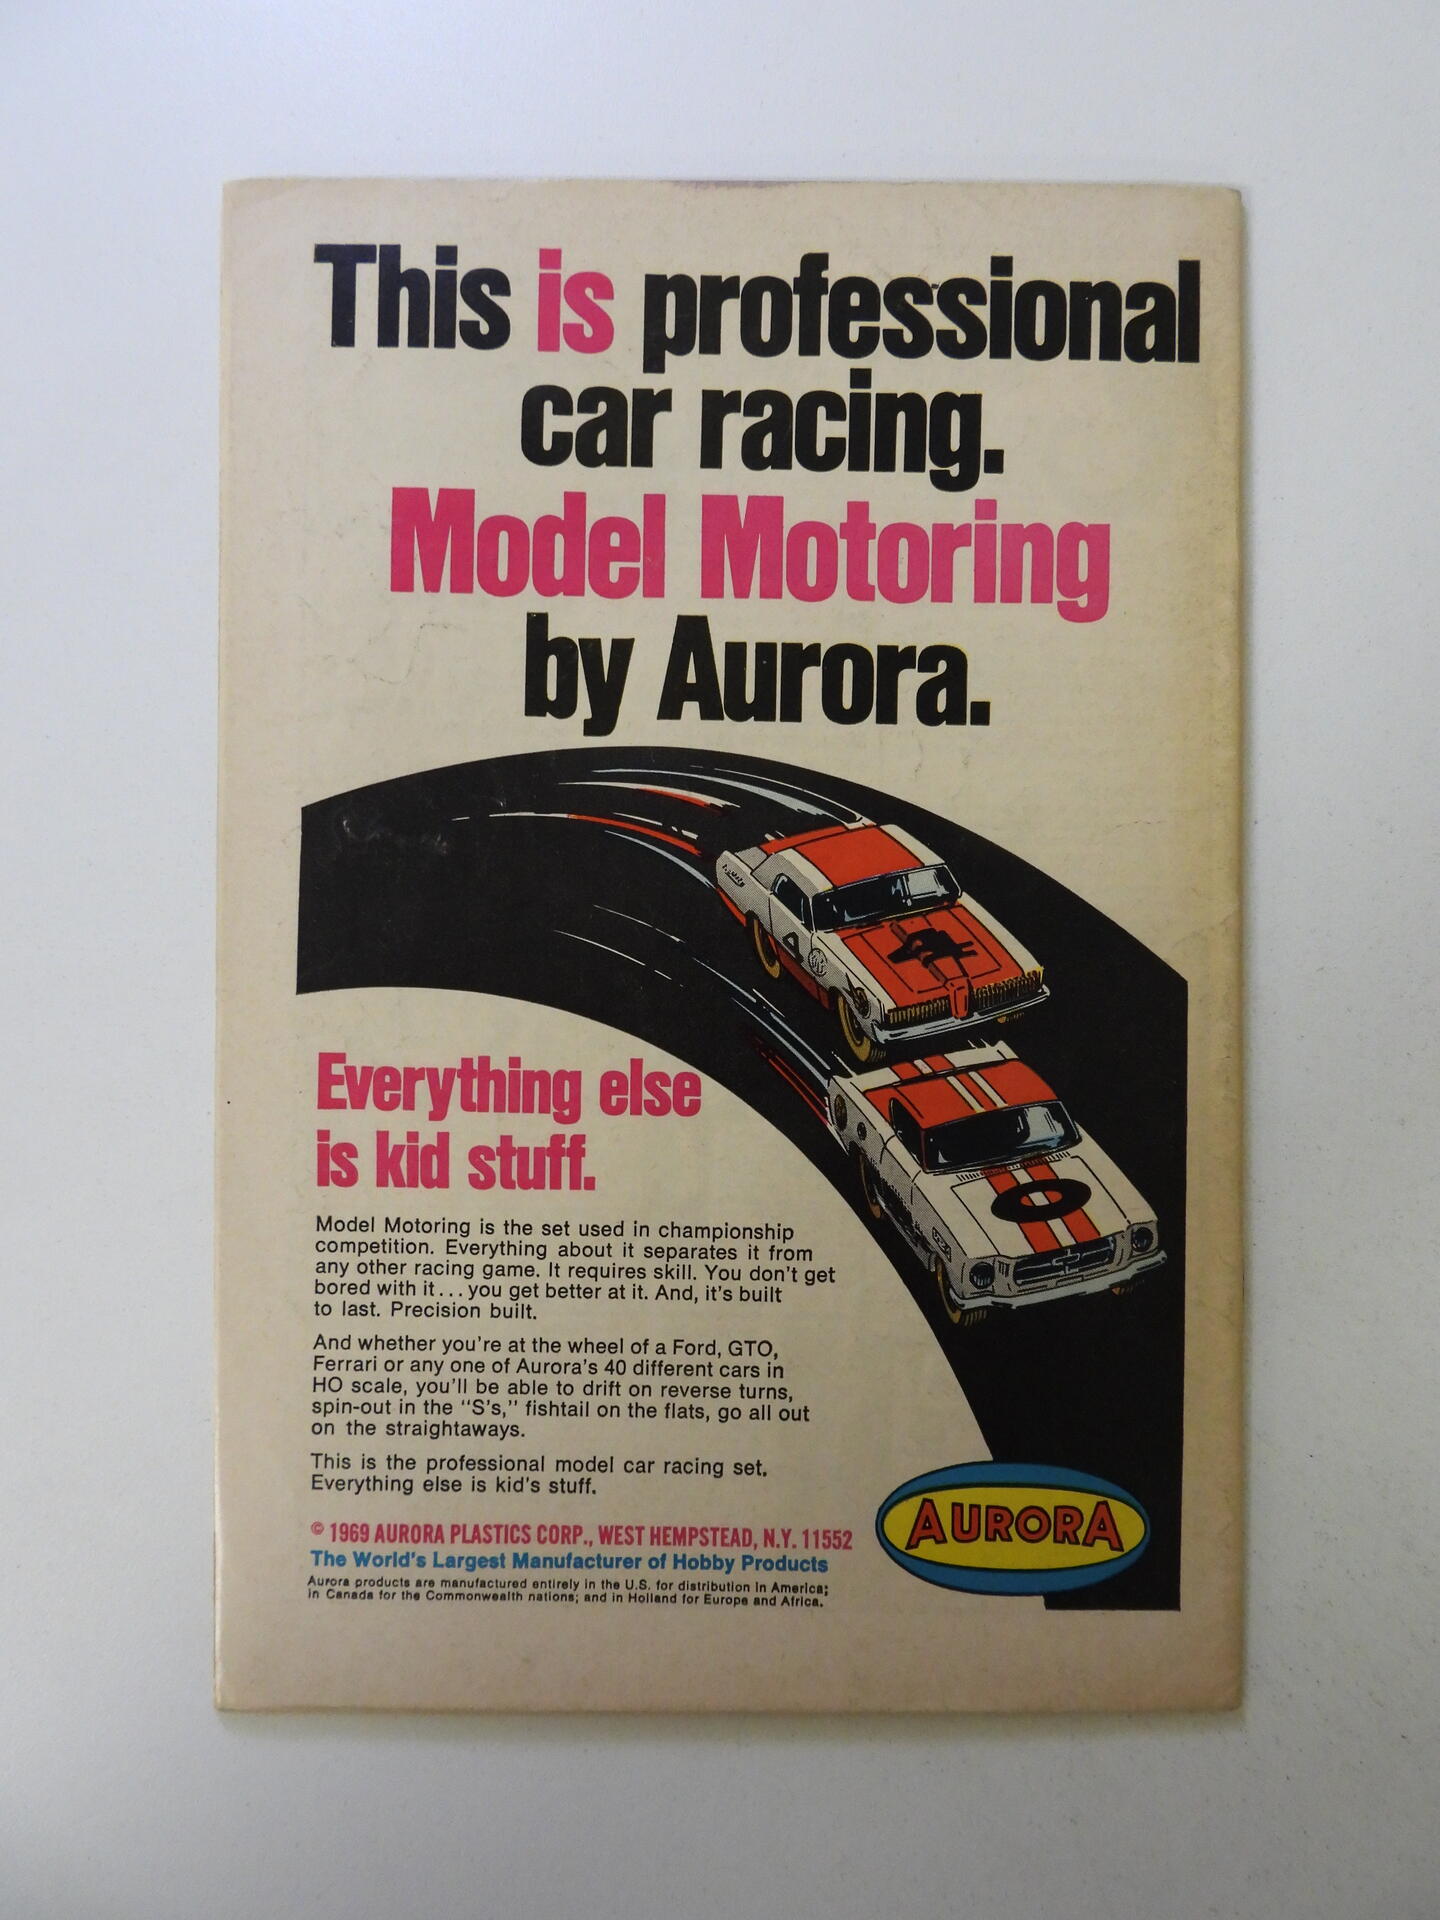 This is professional
car racing.
Model Motoring
by Aurora.
4
Everything else
is kid stuff.
Model Motoring is the set used in championship
competition. Everything about it separates it from
any other racing game. It requires skill. You don't get
bored with it...you get better at it. And, it's built
to last. Precision built.
And whether you're at the wheel of a Ford, GTO,
Ferrari or any one of Aurora's 40 different cars in
HO scale, you'll be able to drift on reverse turns,
spin-out in the "S's," fishtail on the flats, go all out
on the straightaways.
This is the professional model car racing set.
Everything else is kid's stuff.
© 1969 AURORA PLASTICS CORP., WEST HEMPSTEAD, N.Y. 11552
The World's Largest Manufacturer of Hobby Products
Aurora products are manufactured entirely in the U.S. for distribution in America;
in Canada for the Commonwealth nations; and in Holland for Europe and Africa.
AURORA